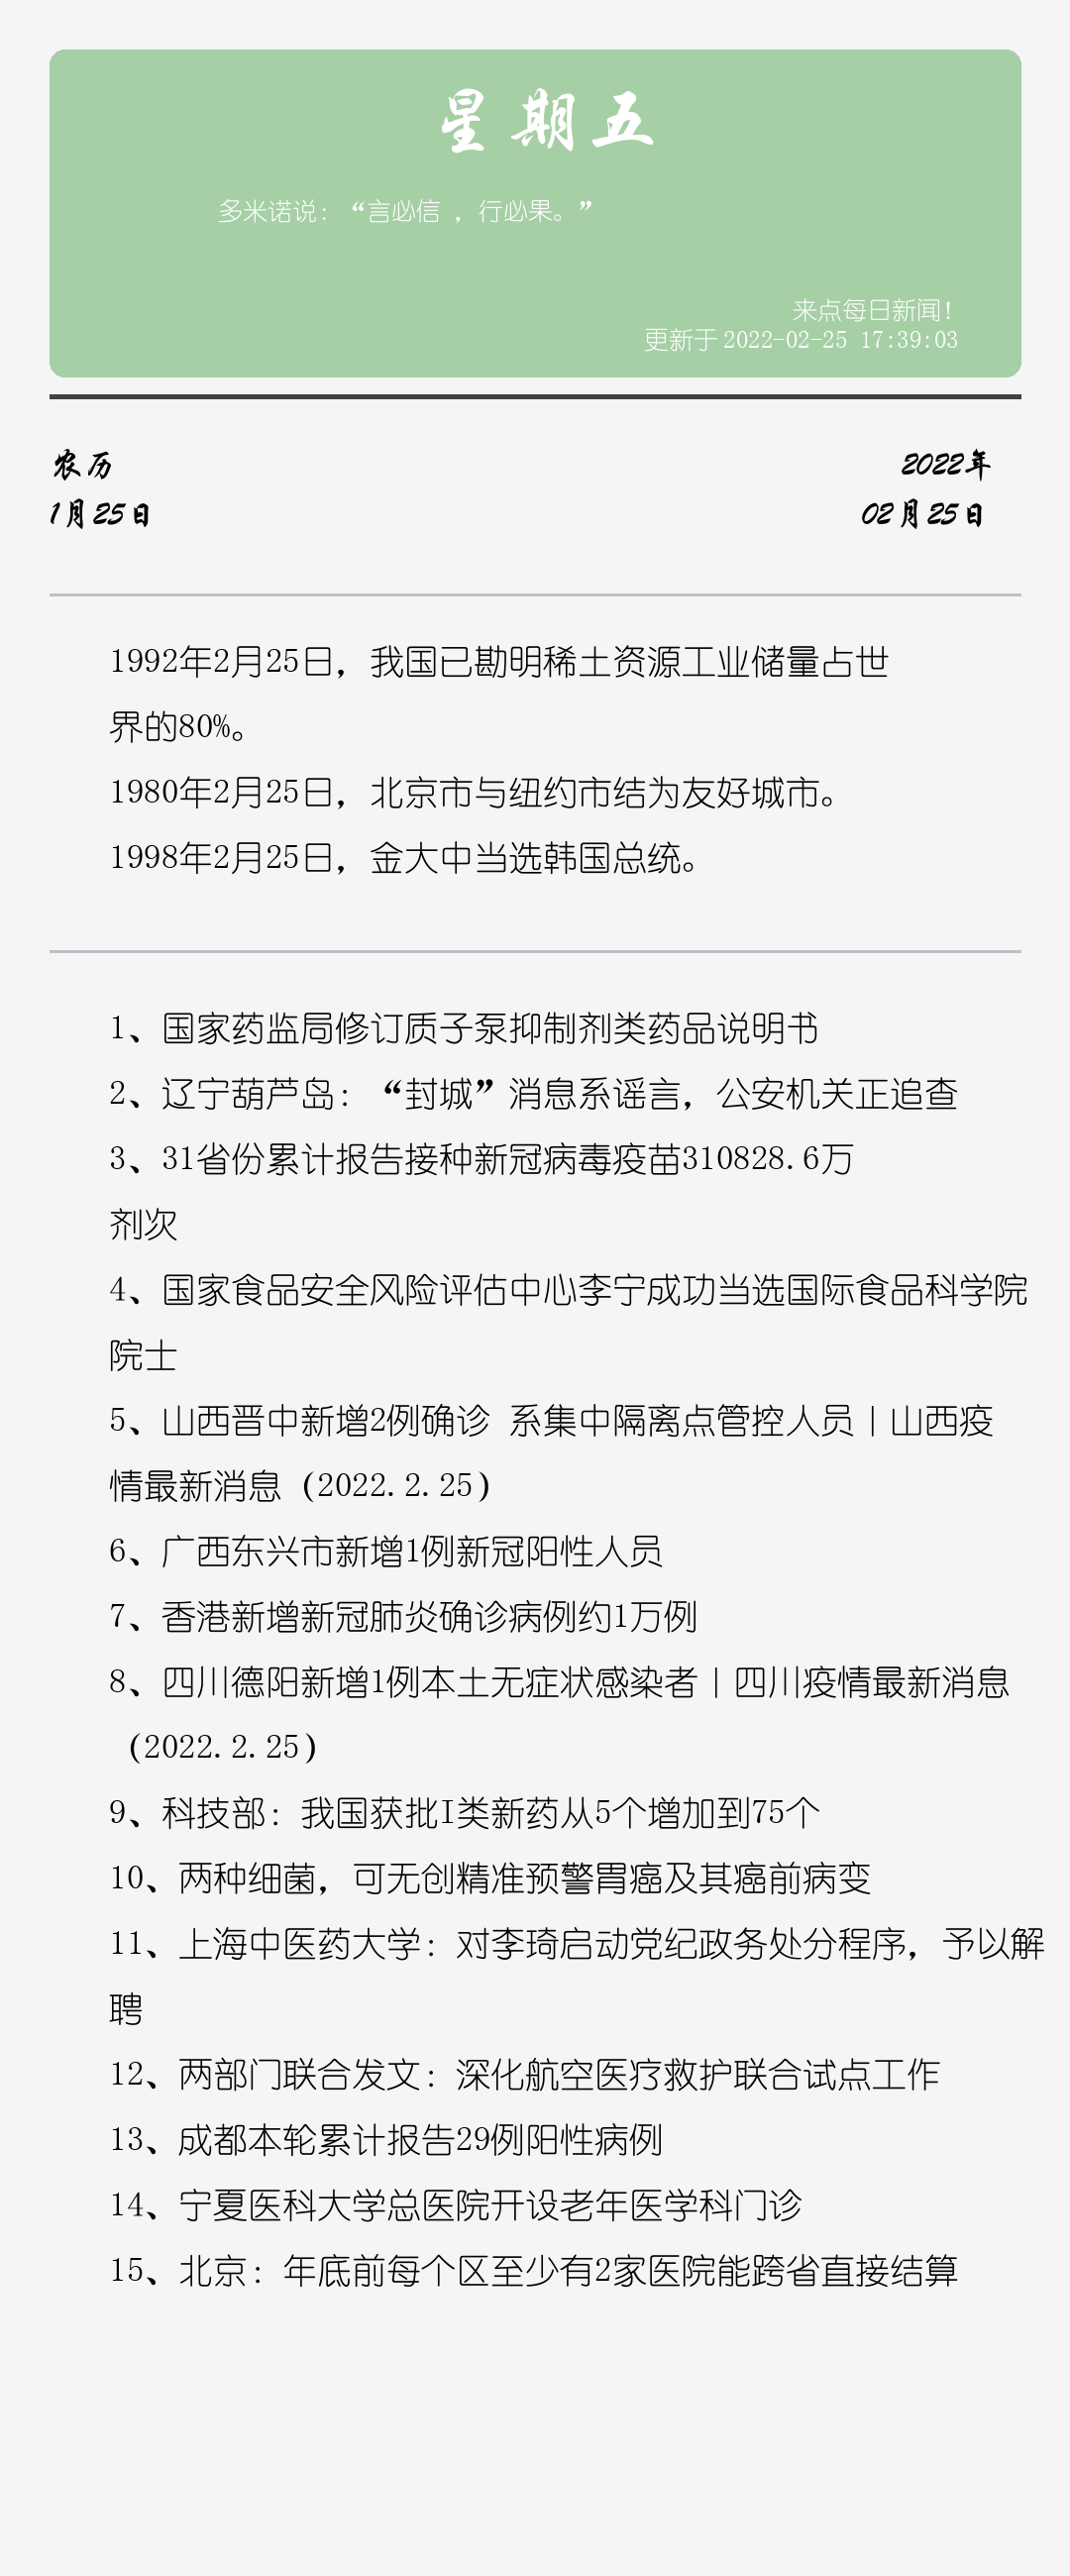 星期五
多米诺说：“言必信 ，行必果。”
来点每日新闻！
更新于 2022-02-25 17:39:03
农历
2022年
1月25日
02月25日
1992年2月25日，我国已勘明稀土资源工业储量占世
界的80%。
1980年2月25日，北京市与纽约市结为友好城市。
1998年2月25日，金大中当选韩国总统。
1、国家药监局修订质子泵抑制剂类药品说明书
2、辽宁葫芦岛：“封城”消息系谣言，公安机关正追查
3、31省份累计报告接种新冠病毒疫苗310828.6万
剂次
4、国家食品安全风险评估中心李宁成功当选国际食品科学院
院士
5、山西晋中新增2例确诊 系集中隔离点管控人员丨山西疫
情最新消息（2022.2.25）
6、广西东兴市新增1例新冠阳性人员
7、香港新增新冠肺炎确诊病例约1万例
8、四川德阳新增1例本土无症状感染者丨四川疫情最新消息
（2022.2.25）
9、科技部：我国获批I类新药从5个增加到75个
10、两种细菌，可无创精准预警胃癌及其癌前病变
11、上海中医药大学：对李琦启动党纪政务处分程序，予以解
聘
12、两部门联合发文：深化航空医疗救护联合试点工作
13、成都本轮累计报告29例阳性病例
14、宁夏医科大学总医院开设老年医学科门诊
15、北京：年底前每个区至少有2家医院能跨省直接结算